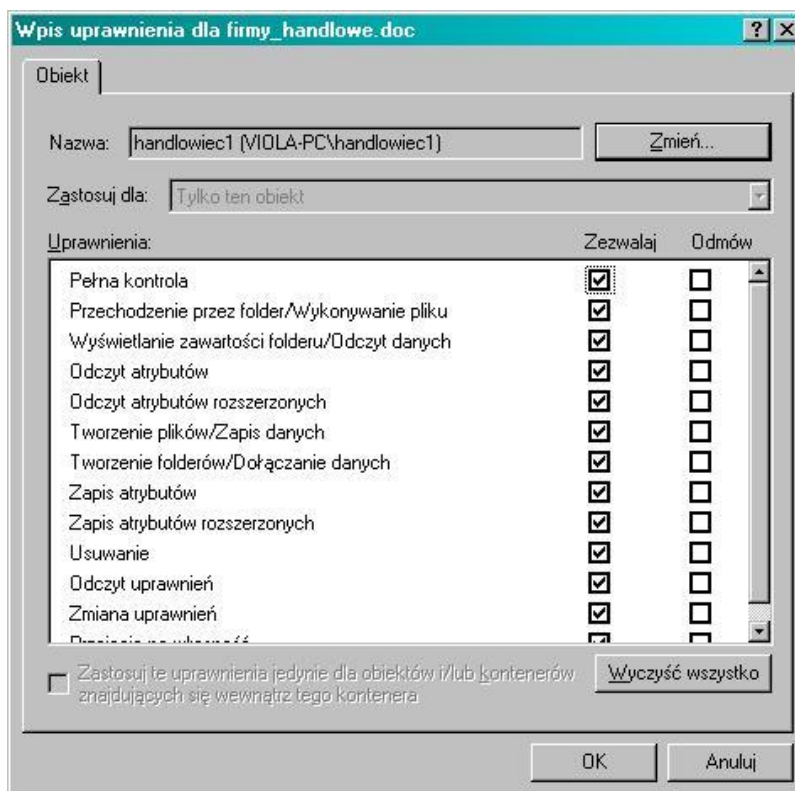 Wpis uprawnienia dla firmy_handlowe.doc
Obiekt
Nazwa: handlowiec1 (VIOLA-PC\handlowiec1) Zmień...
Zastosuj dla: Tylko ten obiekt
Uprawnienia: Zezwalaj Odmów
Pełna kontrola
Przechodzenie przez folder/Wykonywanie pliku
Wyświetlanie zawartości folderu/Odczyt danych
Odczyt atrybutów
Odczyt atrybutów rozszerzonych
Tworzenie plików/Zapis danych
Tworzenie folderów/Dołączanie danych
Zapis atrybutów
Zapis atrybutów rozszerzonych
Usuwanie
Odczyt uprawnień
Zmiana uprawnień
Zastosuj te uprawnienia jedynie dla obiektów i/lub kontenerów Wyczyść wszystko
znajdujących się wewnątrz tego kontenera
OK Anuluj